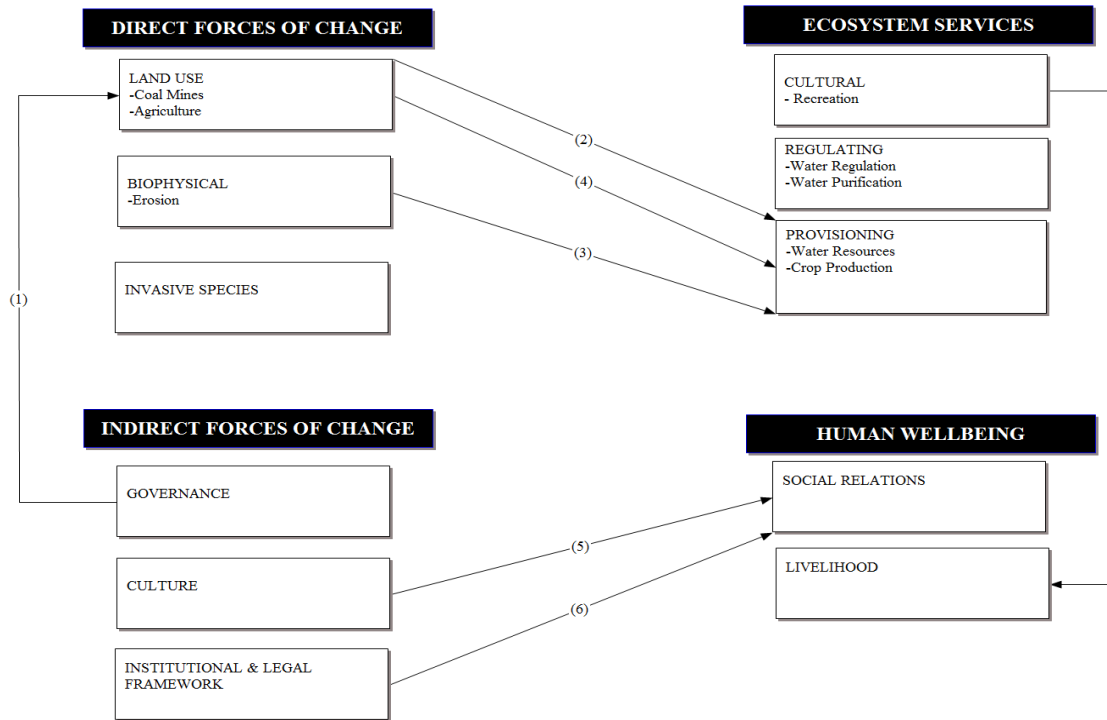 DIRECT FORCES OF CHANGE
LAND USE
-Coal Mines
-Agriculture
BIOPHYSICAL
-Erosion
INVASIVE SPECIES
ECOSYSTEM SERVICES
CULTURAL
- Recreation
REGULATING
-Water Regulation
-Water Purification
PROVISIONING
-Water Resources
-Crop Production
(2)
(4)
(3)
(1)
INDIRECT FORCES OF CHANGE
GOVERNANCE
CULTURE
INSTITUTIONAL & LEGAL
FRAMEWORK
(5)
(6)
HUMAN WELLBEING
SOCIAL RELATIONS
LIVELIHOOD